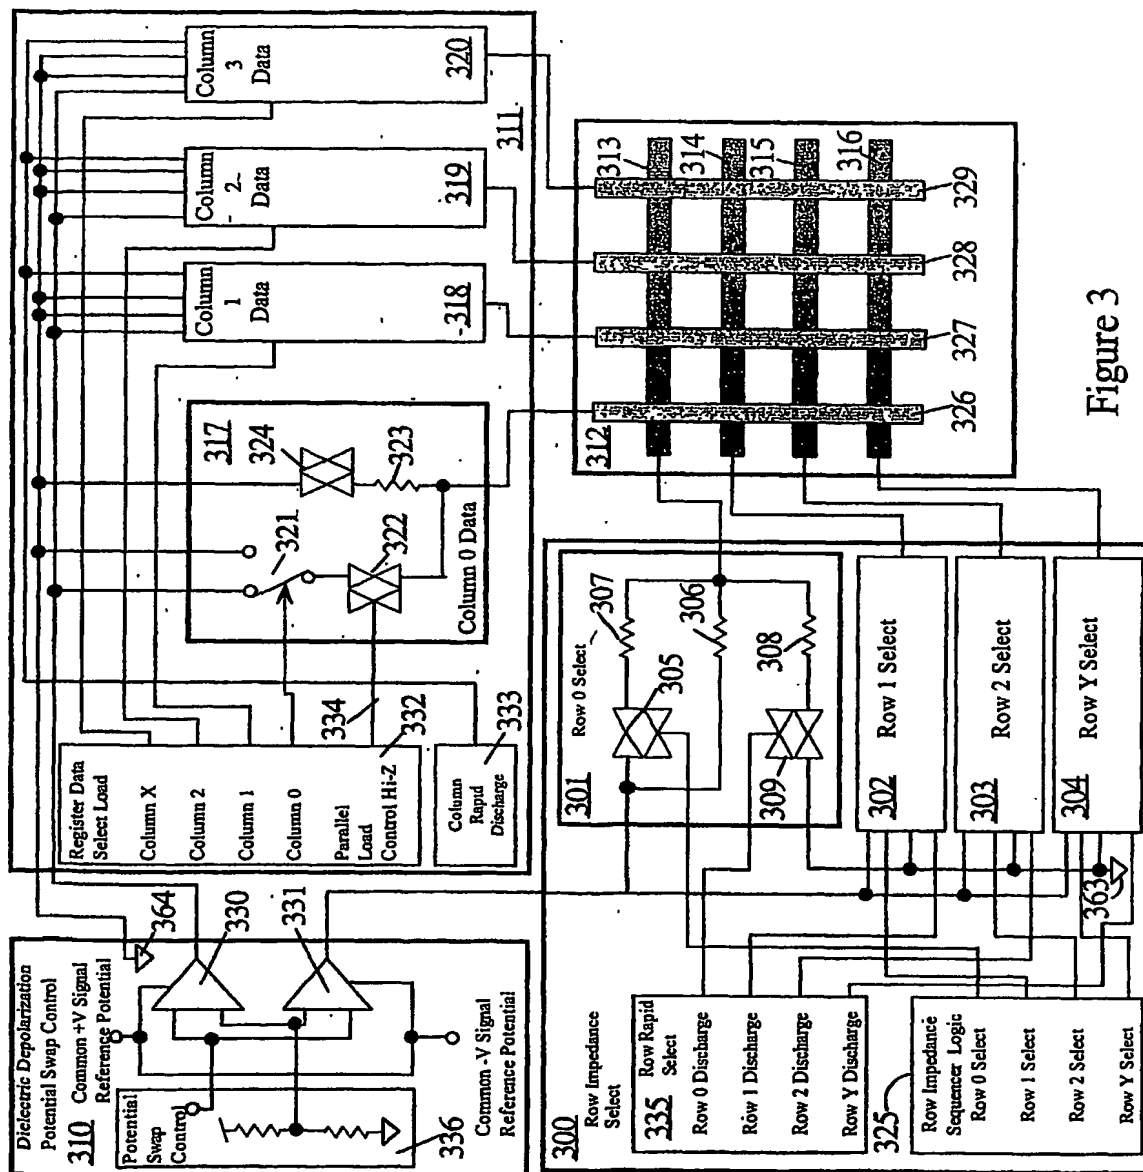 Dielectric Depolarization
Potential Swap Control
310
Common +V Signal
Reference Potential
Potential
Swap
Control
336
Common -V Signal
Reference Potential
364
330
331
Register Data
Select Load
Column X
Column 2
Column 1
Column 0
Parallel
Load
Control Hi-Z
334
332
Column
Rapid
Discharge
333
321
322
324
323
317
Column 0 Data
Column
1
Data
318
Column
2
Data
319
Column
3
Data
320
311
300
Row Impedance
Select
335
Row Rapid
Select
Row 0 Discharge
Row 1 Discharge
Row 2 Discharge
Row Y Discharge
325
Row Impedance
Sequencer Logic
Row 0 Select
Row 1 Select
Row 2 Select
Row Y Select
301
Row 0 Select
307
305
306
308
309
302
Row 1 Select
303
Row 2 Select
304
Row Y Select
363
312
313
314
315
316
326
327
328
329
Figure 3